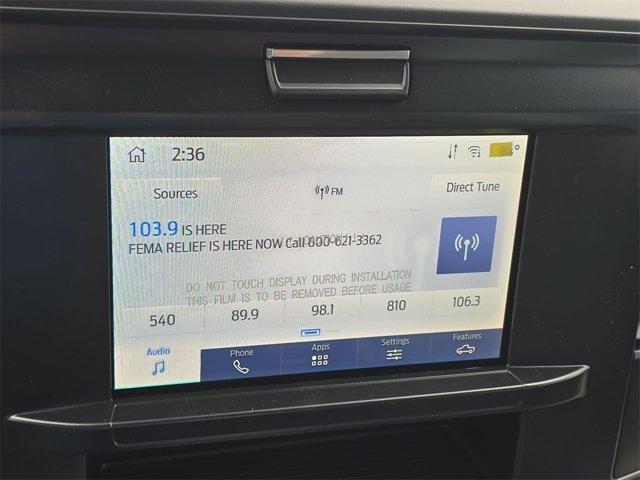 2:36
Sources
FM
Direct Tune
103.9 IS HERE
FEMA RELIEF IS HERE NOW Call 800-621-3362
DO NOT TOUCH DISPLAY DURING INSTALLATION
THIS FILM IS TO BE REMOVED BEFORE USAGE
540 89.9 98.1 810 106.3
Audio Phone Apps Settings Features